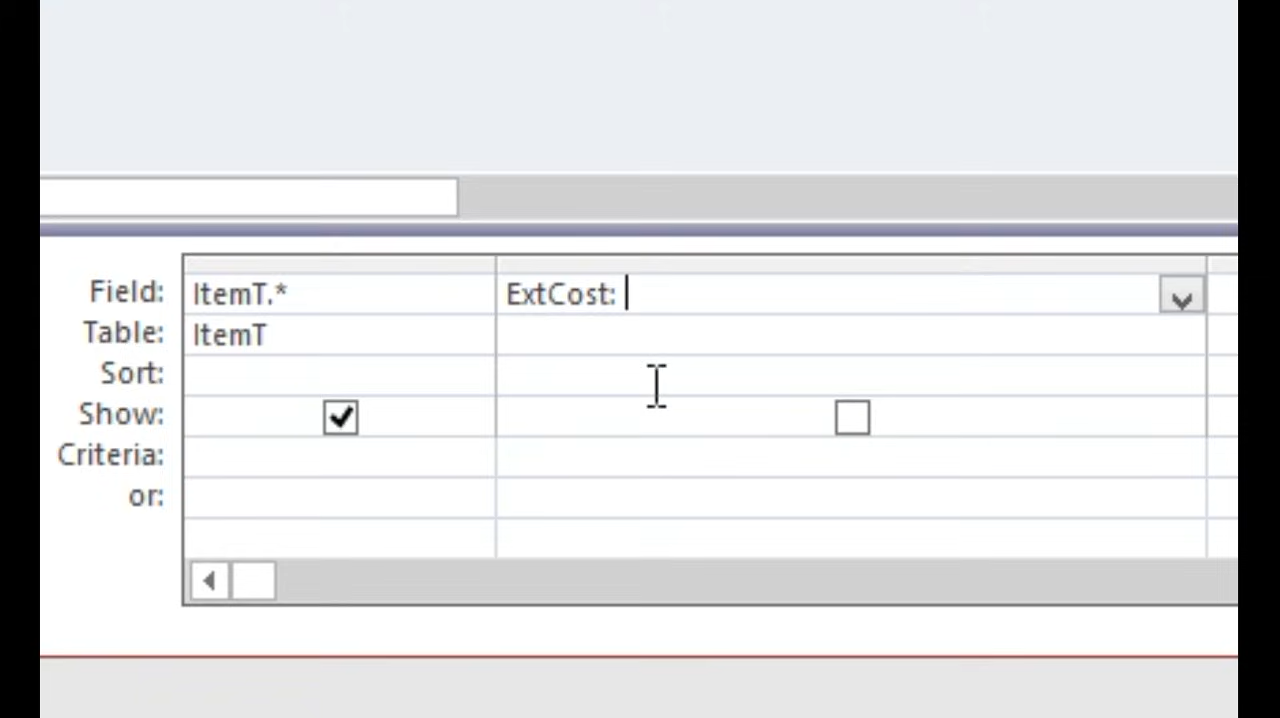 Field: ItemT.* ExtCost:
Table: ItemT
Sort:
Show:
Criteria:
or: